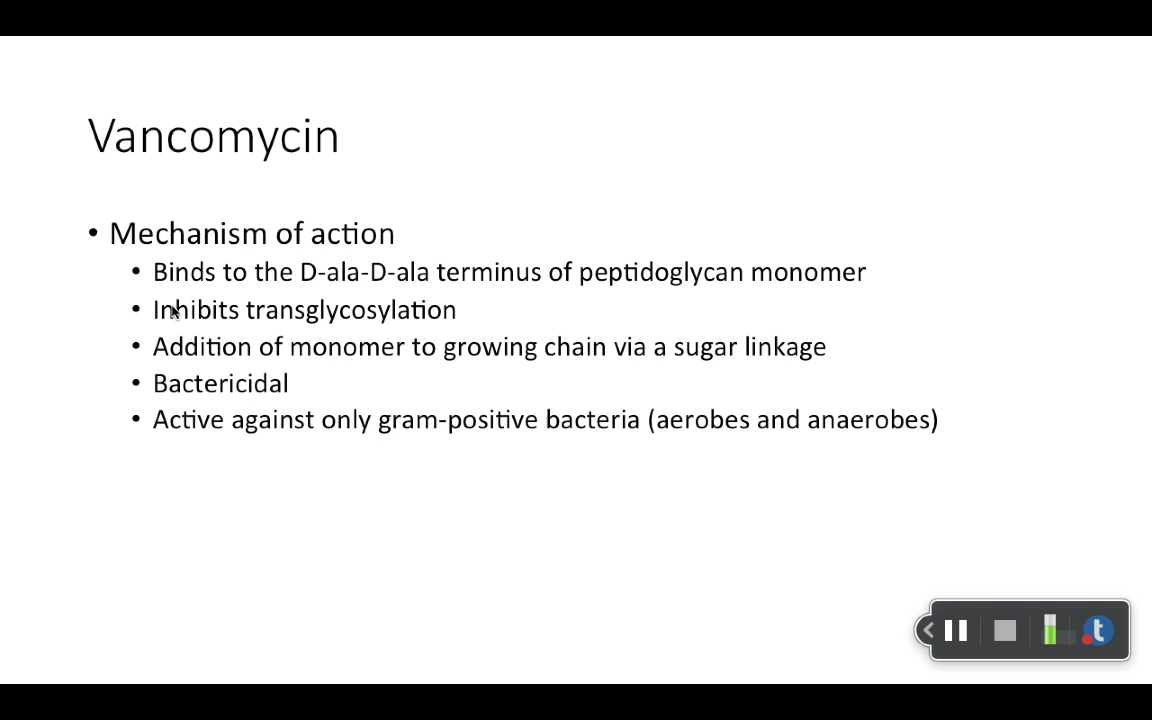 Vancomycin
• Mechanism of action
• Binds to the D-ala-D-ala terminus of peptidoglycan monomer
• Inhibits transglycosylation
• Addition of monomer to growing chain via a sugar linkage
• Bactericidal
• Active against only gram-positive bacteria (aerobes and anaerobes)
t